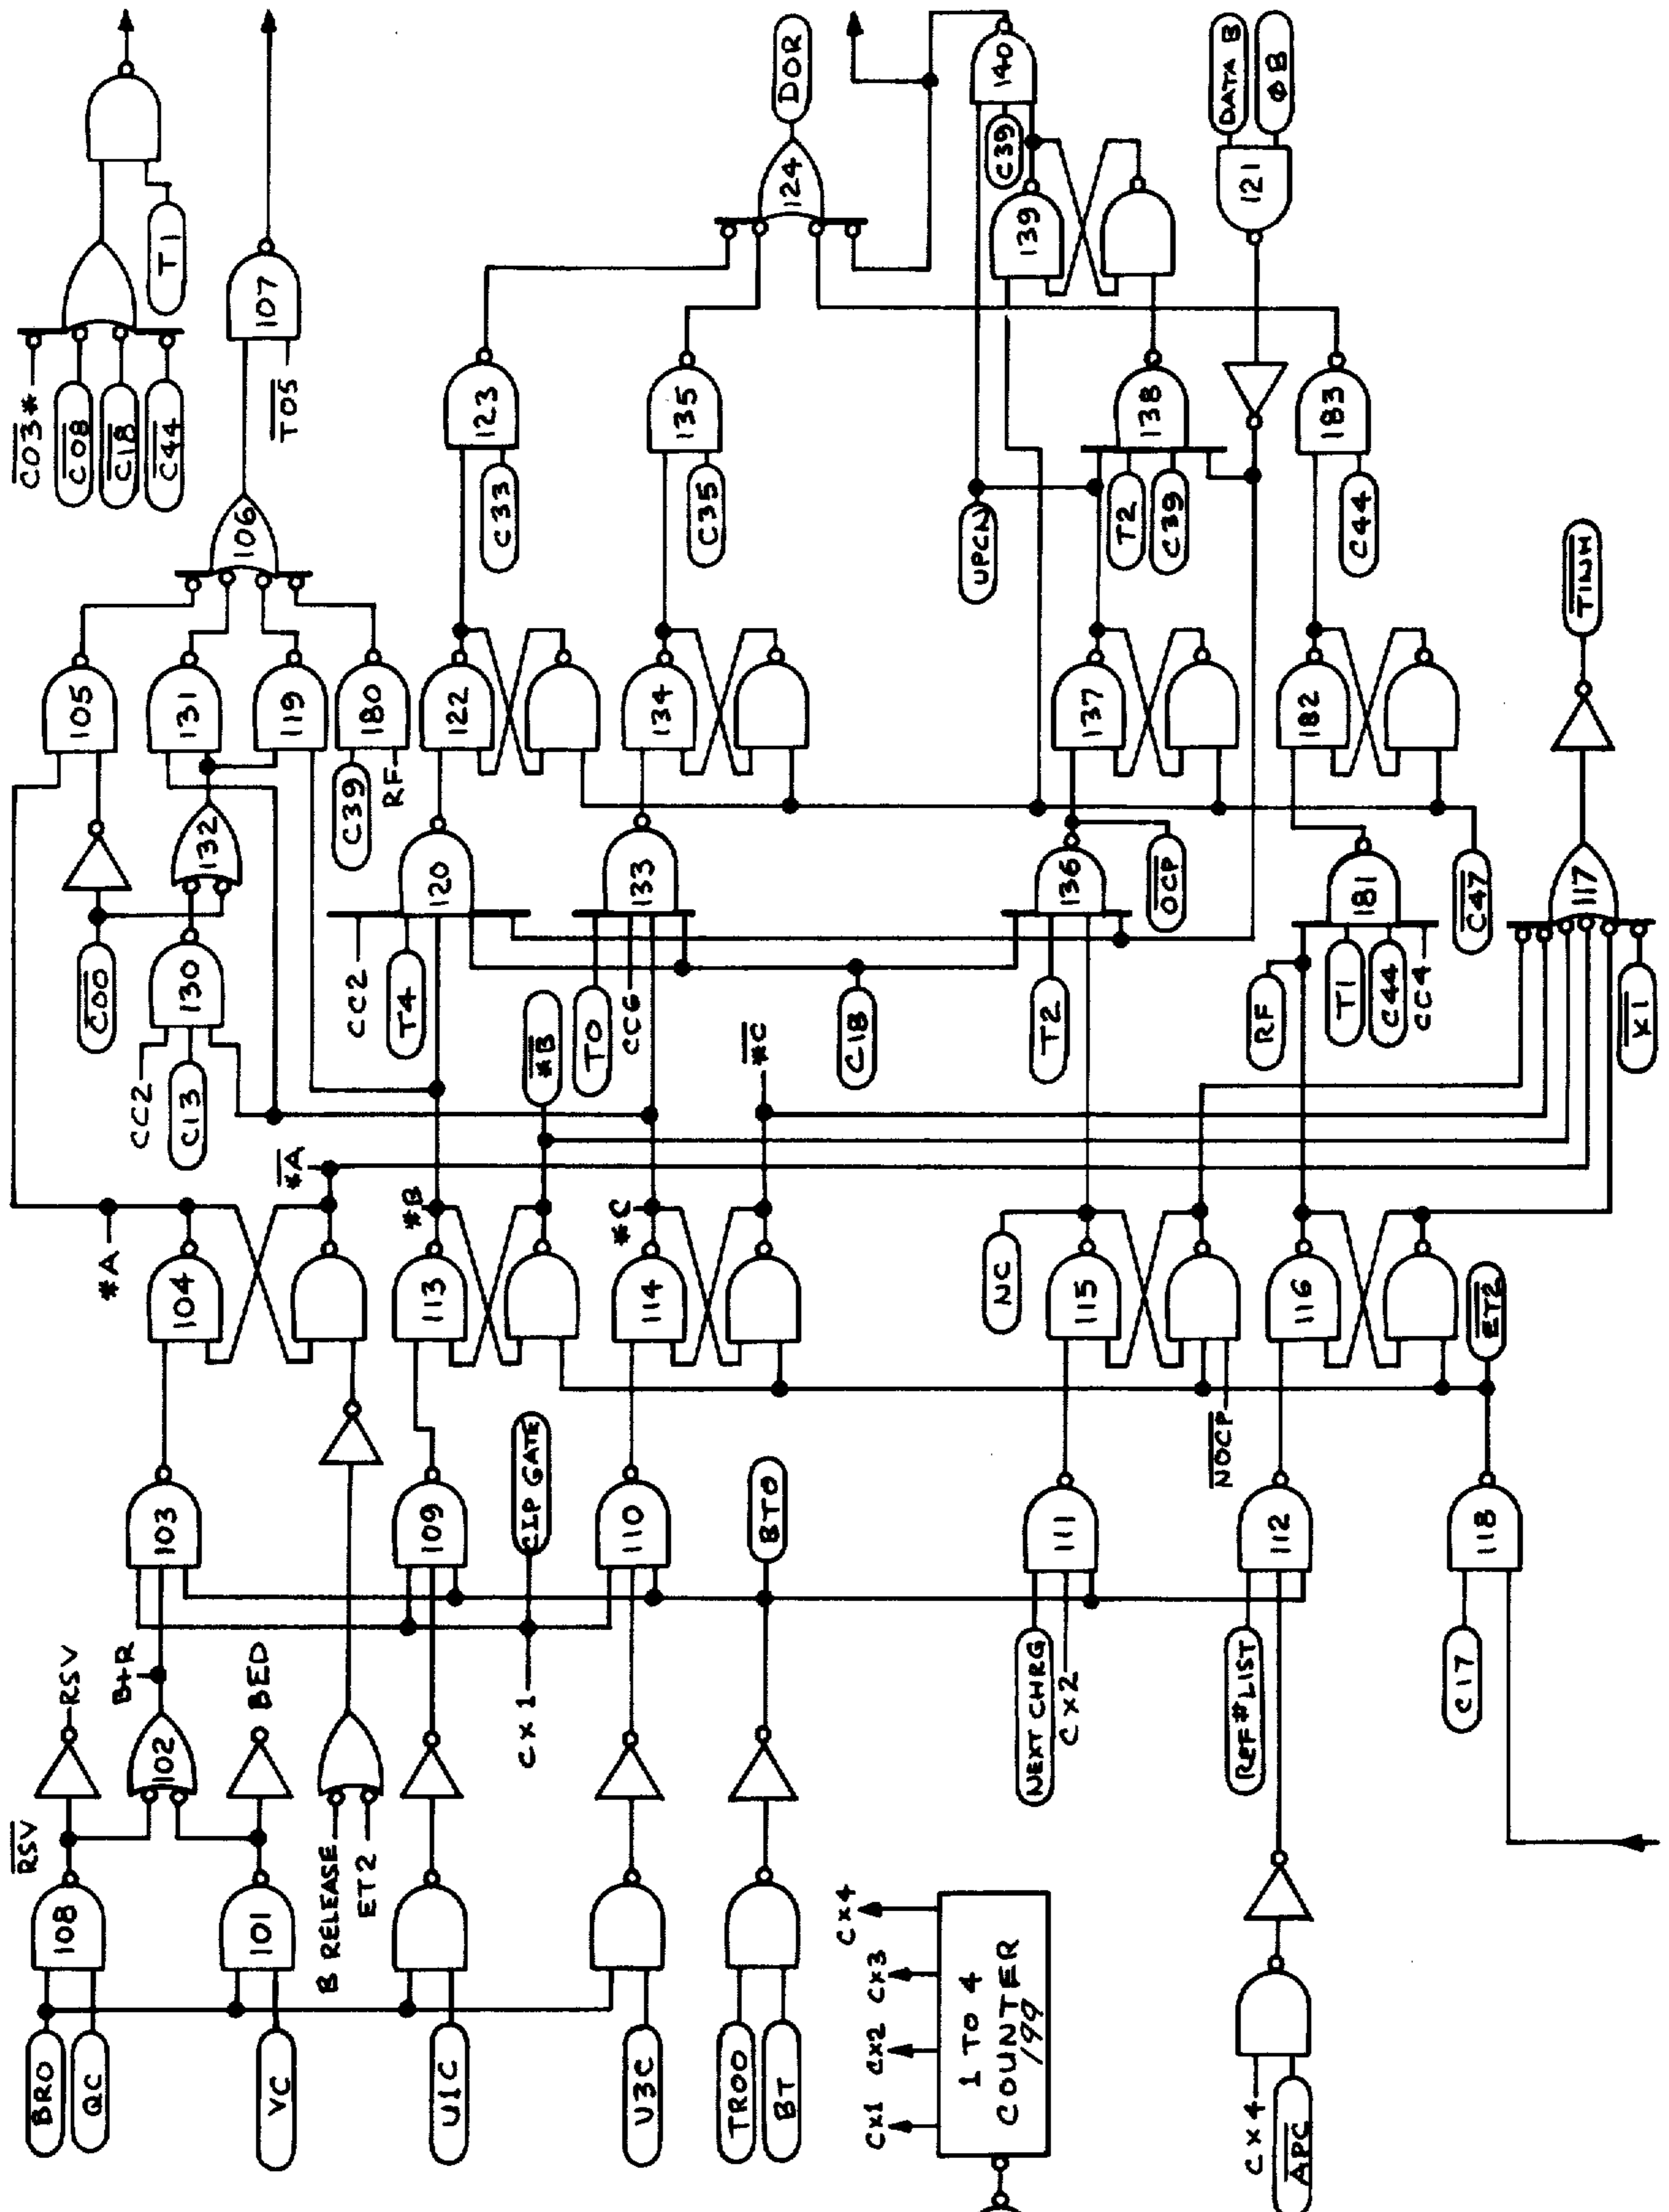 C03*
C08
C18
C44
T1
107
T05
106
105
131
119
180
C39
RF
132
C00
130
CC2
C13
*A
*A
104
103
B+R
RSV
RSV
102
BED
108
101
BRO
QC
VC
B RELEASE
ET2
DOR
124
123
C33
135
C35
122
134
120
CC2
T4
133
T0
CC6
*B
*B
*C
*C
C1B
113
114
109
CIP GATE
110
BTO
CX1
U1C
U3C
TROO
BT
140
C39
139
DATA B
ØB
121
UPCN
T2
C39
138
183
C44
137
182
136
OCP
181
C47
T2
RF
T1
C44
CC4
TINH
117
K1
NC
115
116
ET2
NOCP
111
112
118
NEXT CHRG
CX2
REF#LIST
C17
CX1 CX2 CX3 CX4
1 TO 4
COUNTER
199
CX4
APC